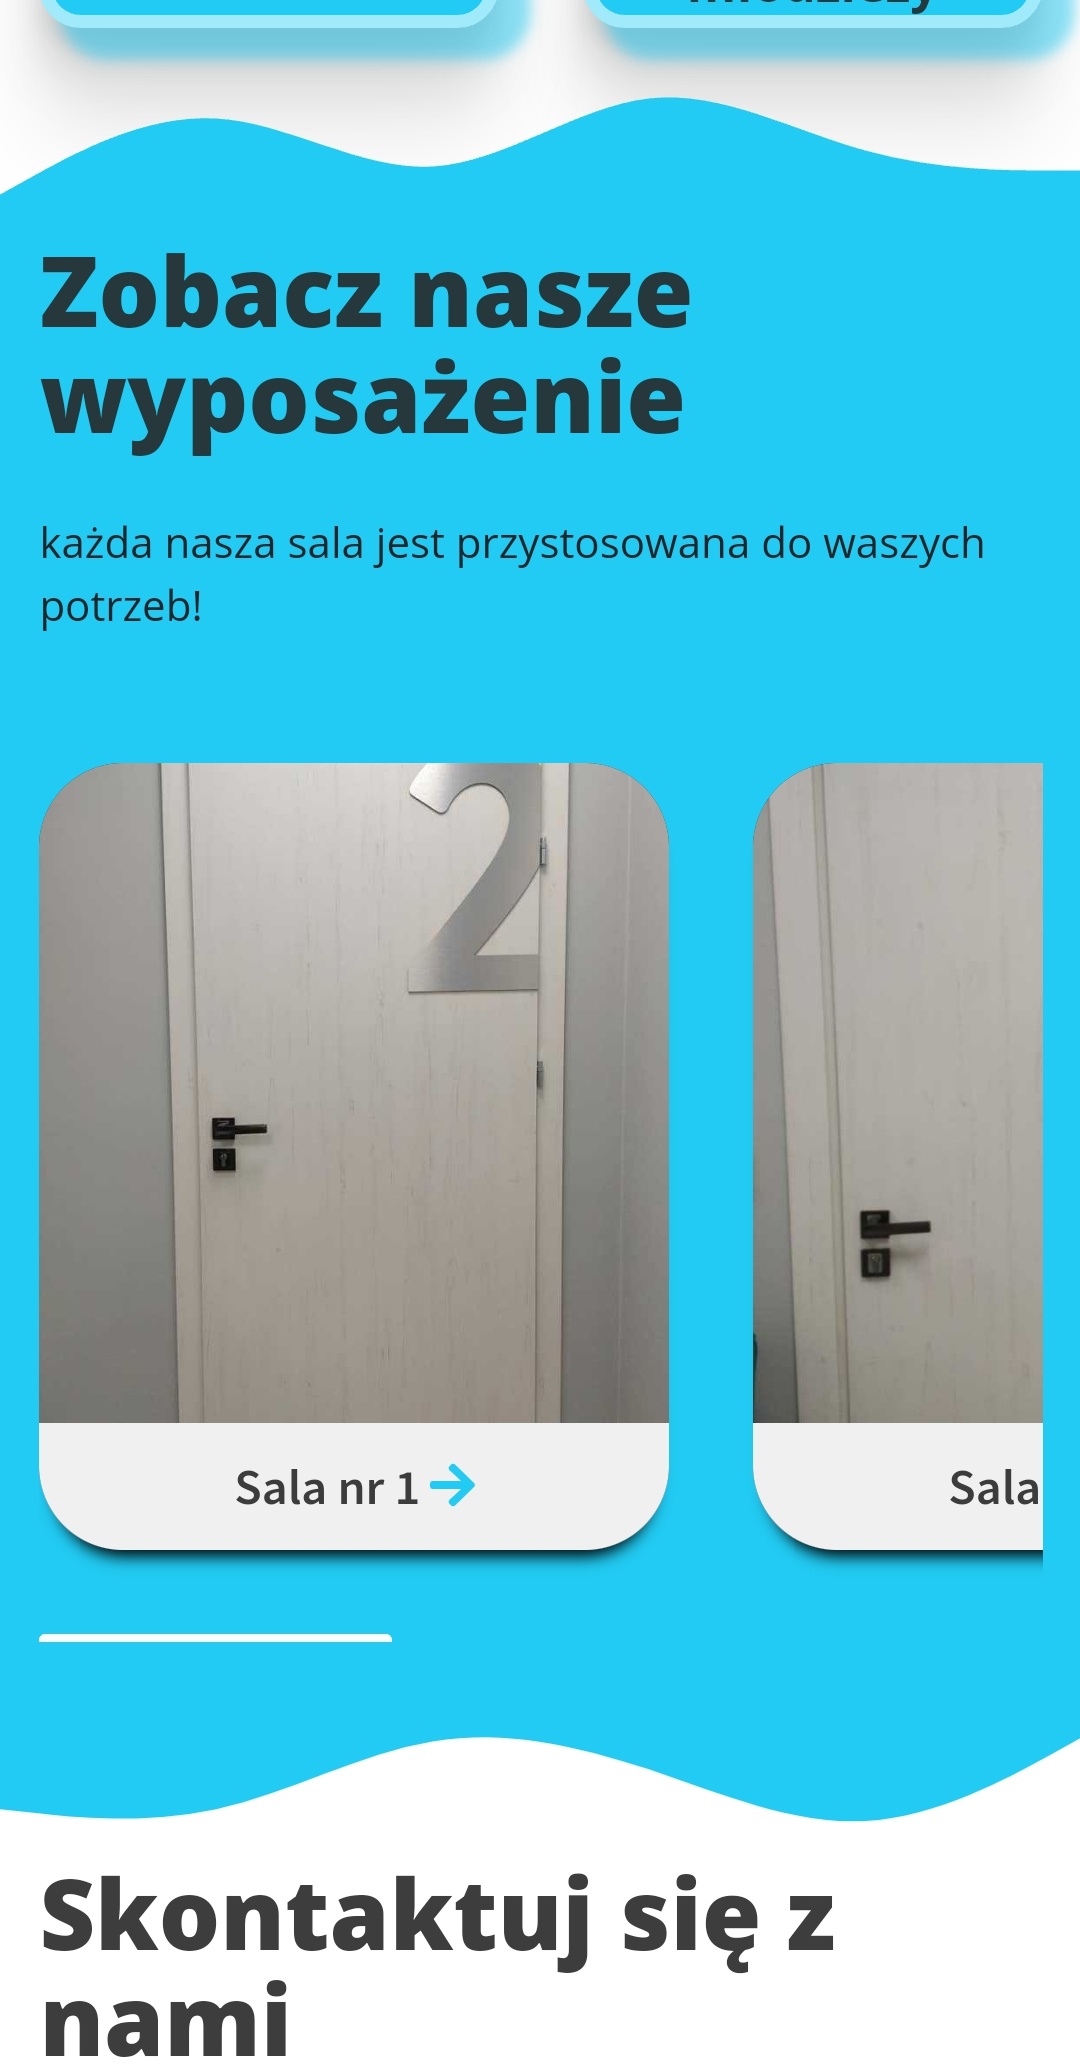 Zobacz nasze
wyposażenie
każda nasza sala jest przystosowana do waszych
potrzeb!
2
Sala nr 1
Sala
Skontaktuj się z
nami